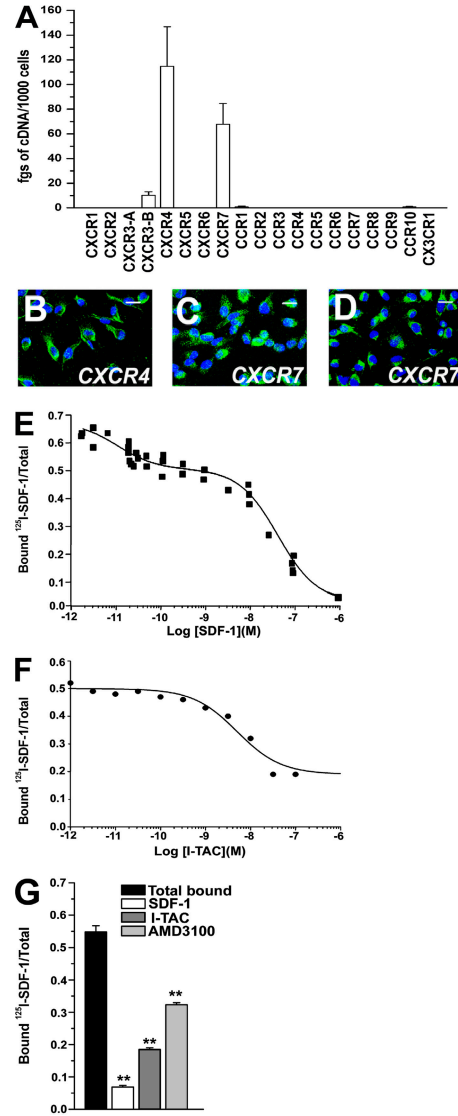 A
fgs of cDNA/1000 cells
160
140
120
100
80
60
40
20
0
CXCR1
CXCR2
CXCR3-A
CXCR3-B
CXCR4
CXCR5
CXCR6
CXCR7
CCR1
CCR2
CCR3
CCR4
CCR5
CCR6
CCR7
CCR8
CCR9
CCR10
CX3CR1
B
CXCR4
C
CXCR7
D
CXCR7
E
Bound ¹²⁵I-SDF-1/Total
0.7
0.6
0.5
0.4
0.3
0.2
0.1
0.0
-12 -11 -10 -9 -8 -7 -6
Log [SDF-1](M)
F
Bound ¹²⁵I-SDF-1/Total
0.6
0.5
0.4
0.3
0.2
0.1
0.0
-12 -11 -10 -9 -8 -7 -6
Log [I-TAC](M)
G
Bound ¹²⁵I-SDF-1/Total
0.7
0.6
0.5
0.4
0.3
0.2
0.1
0.0
Total bound
SDF-1
I-TAC
AMD3100
**
**
**